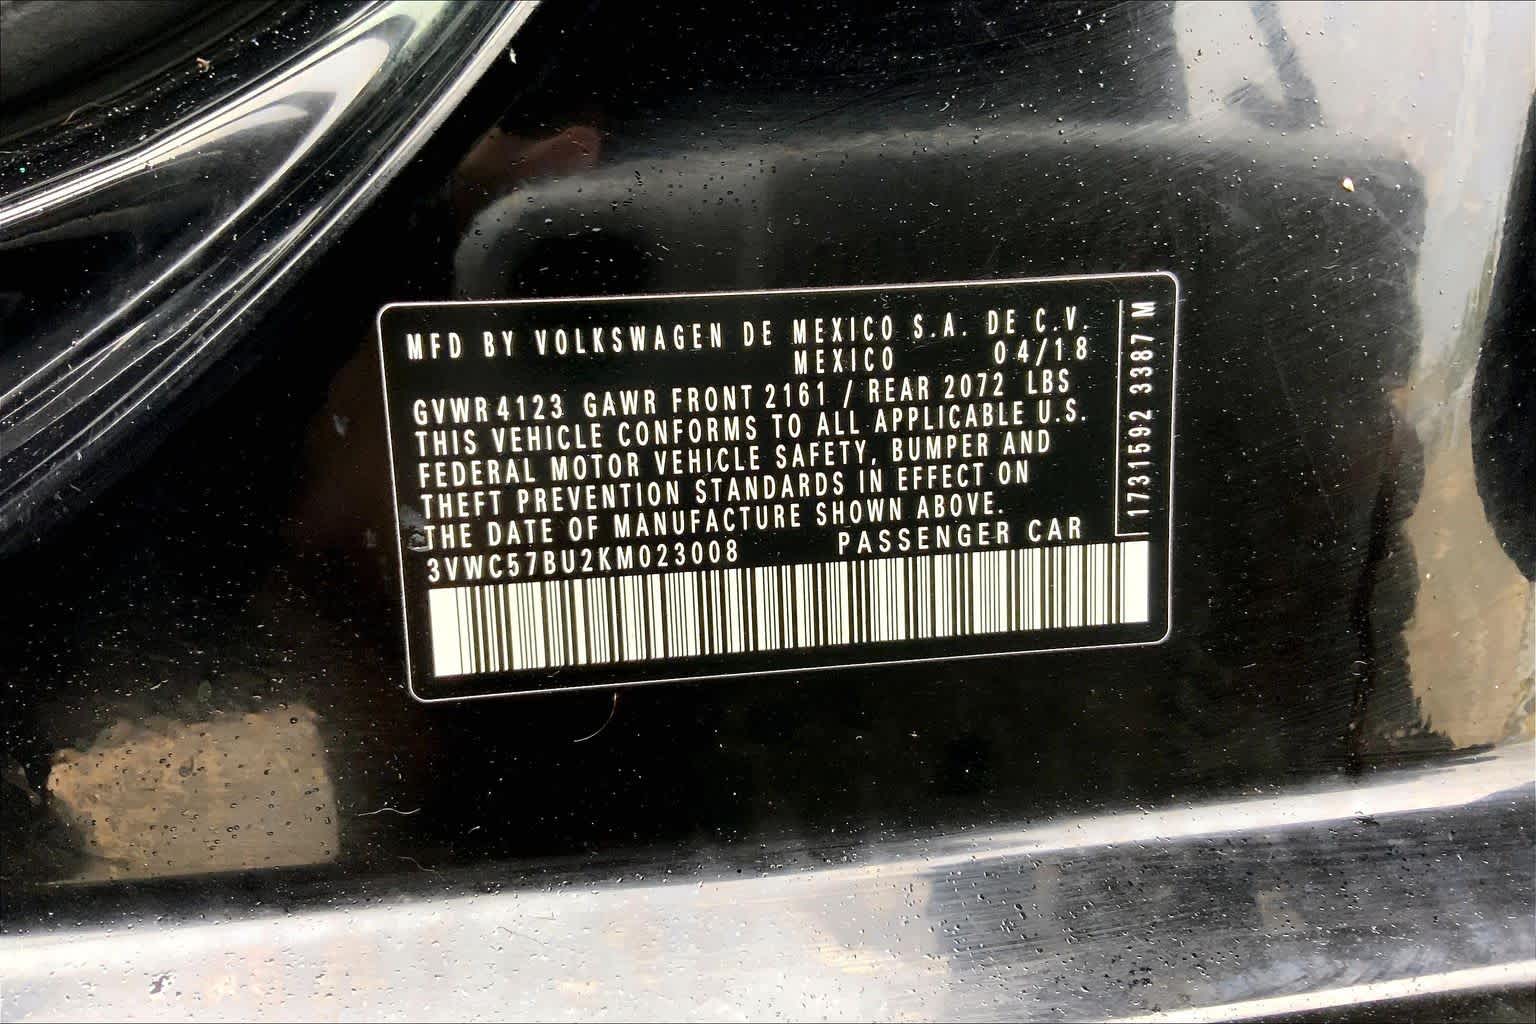 MFD BY VOLKSWAGEN DE MEXICO S.A. DE C.V.
MEXICO 04/18
GVWR 4123 GAWR FRONT 2161 / REAR 2072 LBS
THIS VEHICLE CONFORMS TO ALL APPLICABLE U.S.
FEDERAL MOTOR VEHICLE SAFETY, BUMPER AND
THEFT PREVENTION STANDARDS IN EFFECT ON
THE DATE OF MANUFACTURE SHOWN ABOVE.
3VWC57BU2KM023008 PASSENGER CAR
1731592 3387 M